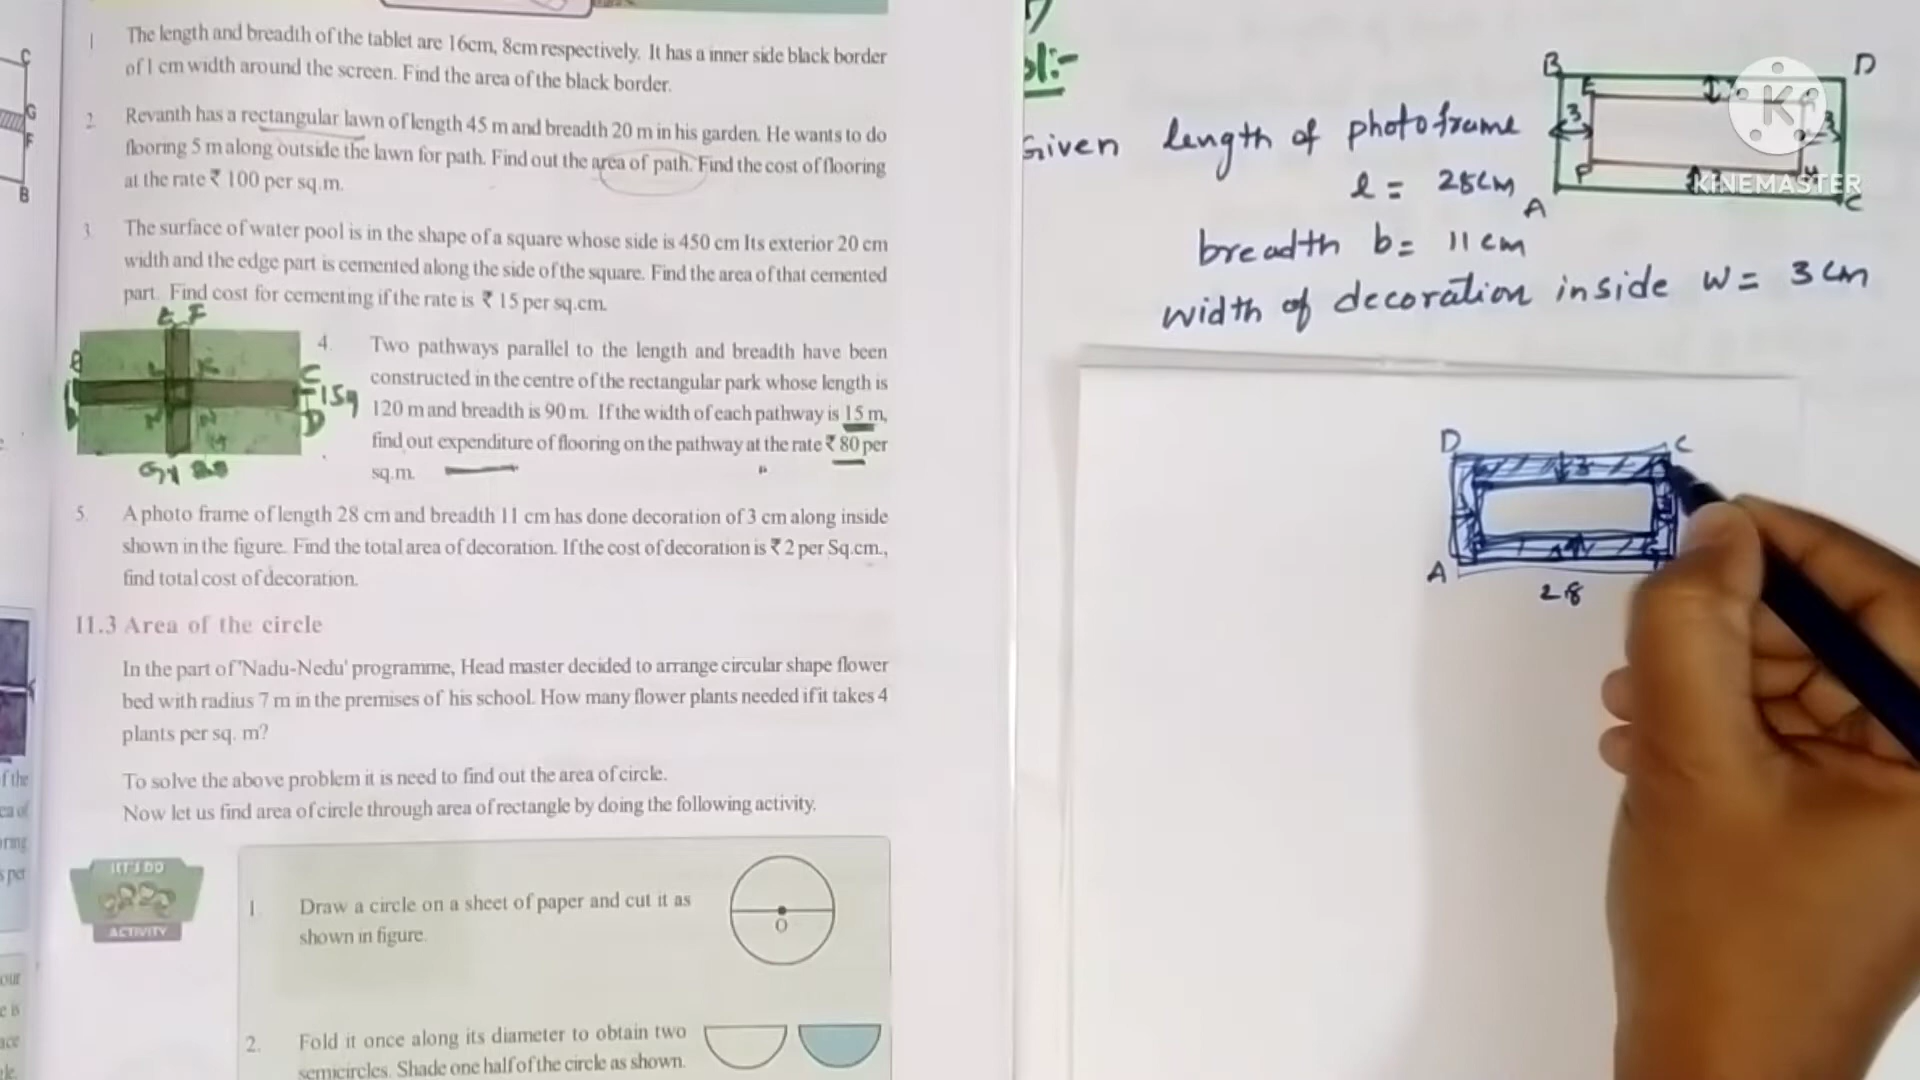 1 The length and breadth of the tablet are 16cm, 8cm respectively. It has a inner side black border
of 1 cm width around the screen. Find the area of the black border.
2 Revanth has a rectangular lawn of length 45 m and breadth 20 m in his garden. He wants to do
flooring 5 m along outside the lawn for path. Find out the area of path. Find the cost of flooring
at the rate ₹ 100 per sq.m.
3. The surface of water pool is in the shape of a square whose side is 450 cm Its exterior 20 cm
width and the edge part is cemented along the side of the square. Find the area of that cemented
part. Find cost for cementing if the rate is ₹ 15 per sq.cm.
4. Two pathways parallel to the length and breadth have been
constructed in the centre of the rectangular park whose length is
120 m and breadth is 90 m. If the width of each pathway is 15 m,
find out expenditure of flooring on the pathway at the rate ₹ 80 per
sq.m.
5. A photo frame of length 28 cm and breadth 11 cm has done decoration of 3 cm along inside
shown in the figure. Find the total area of decoration. If the cost of decoration is ₹ 2 per Sq.cm.,
find total cost of decoration.
11.3 Area of the circle
In the part of 'Nadu-Nedu' programme, Head master decided to arrange circular shape flower
bed with radius 7 m in the premises of his school. How many flower plants needed if it takes 4
plants per sq. m?
To solve the above problem it is need to find out the area of circle.
Now let us find area of circle through area of rectangle by doing the following activity.
LET'S DO
ACTIVITY
1 Draw a circle on a sheet of paper and cut it as
shown in figure.
O
2. Fold it once along its diameter to obtain two
semicircles. Shade one half of the circle as shown.
C
G
F
B
F
C
D
ol:-
Given length of photoframe
l = 28cm
breadth b= 11cm
width of decoration inside w = 3cm
B D
E
3 3
F
A C
K
KINEMASTER
D C
3
A
28